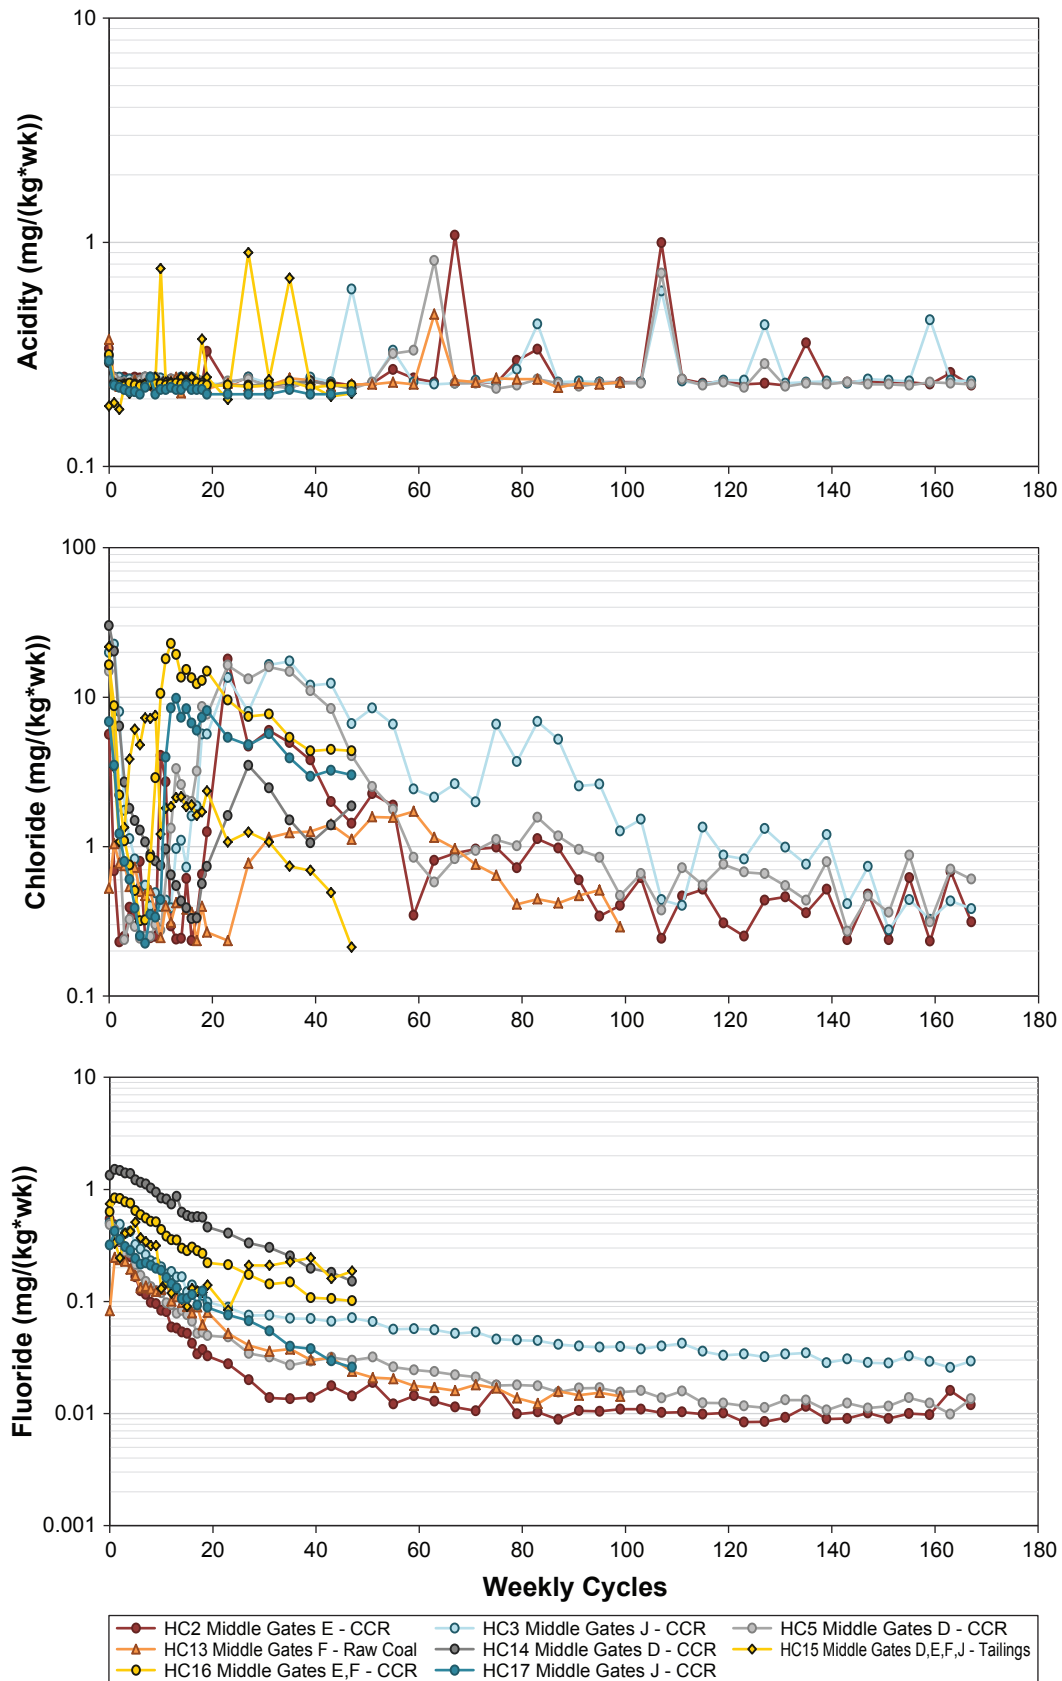 10
1
0.1
Acidity (mg/(kg*wk))
0 20 40 60 80 100 120 140 160 180
100
10
1
0.1
Chloride (mg/(kg*wk))
0 20 40 60 80 100 120 140 160 180
10
1
0.1
0.01
0.001
Fluoride (mg/(kg*wk))
0 20 40 60 80 100 120 140 160 180
Weekly Cycles
HC2 Middle Gates E - CCR HC3 Middle Gates J - CCR HC5 Middle Gates D - CCR
HC13 Middle Gates F - Raw Coal HC14 Middle Gates D - CCR HC15 Middle Gates D,E,F,J - Tailings
HC16 Middle Gates E,F - CCR HC17 Middle Gates J - CCR